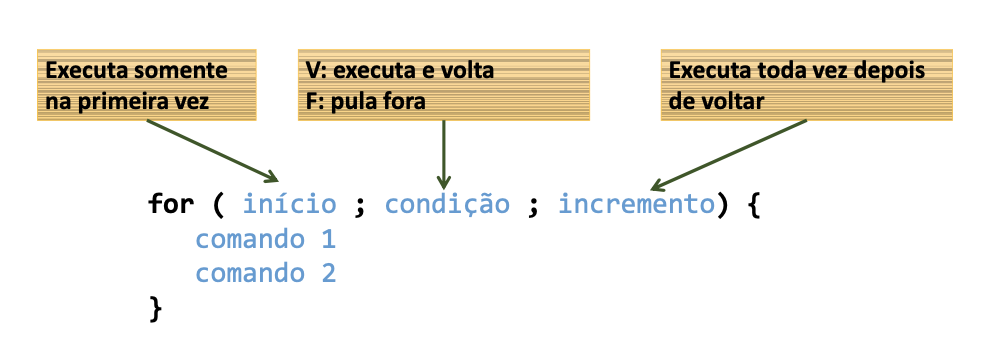 Executa somente
na primeira vez
V: executa e volta
F: pula fora
Executa toda vez depois
de voltar
for ( início ; condição ; incremento) {
comando 1
comando 2
}